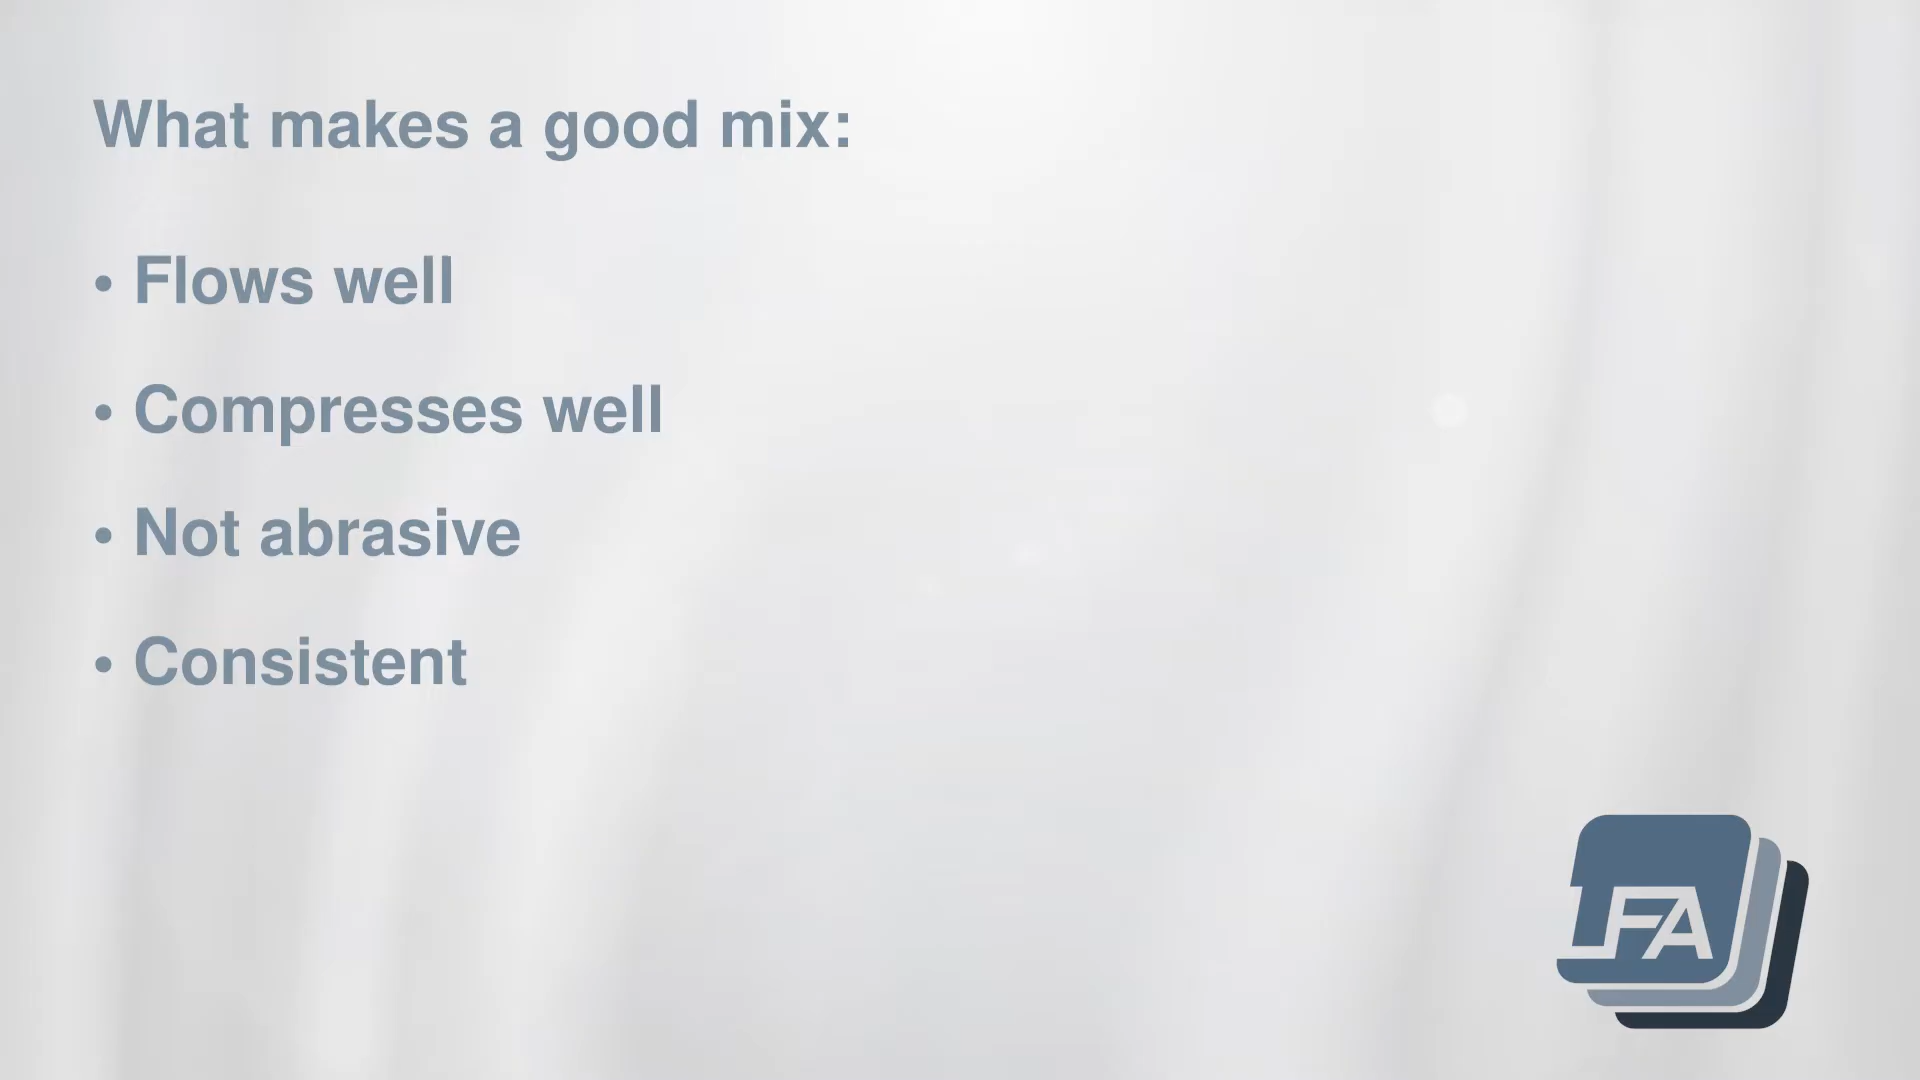 What makes a good mix:
• Flows well
• Compresses well
• Not abrasive
• Consistent
LFA